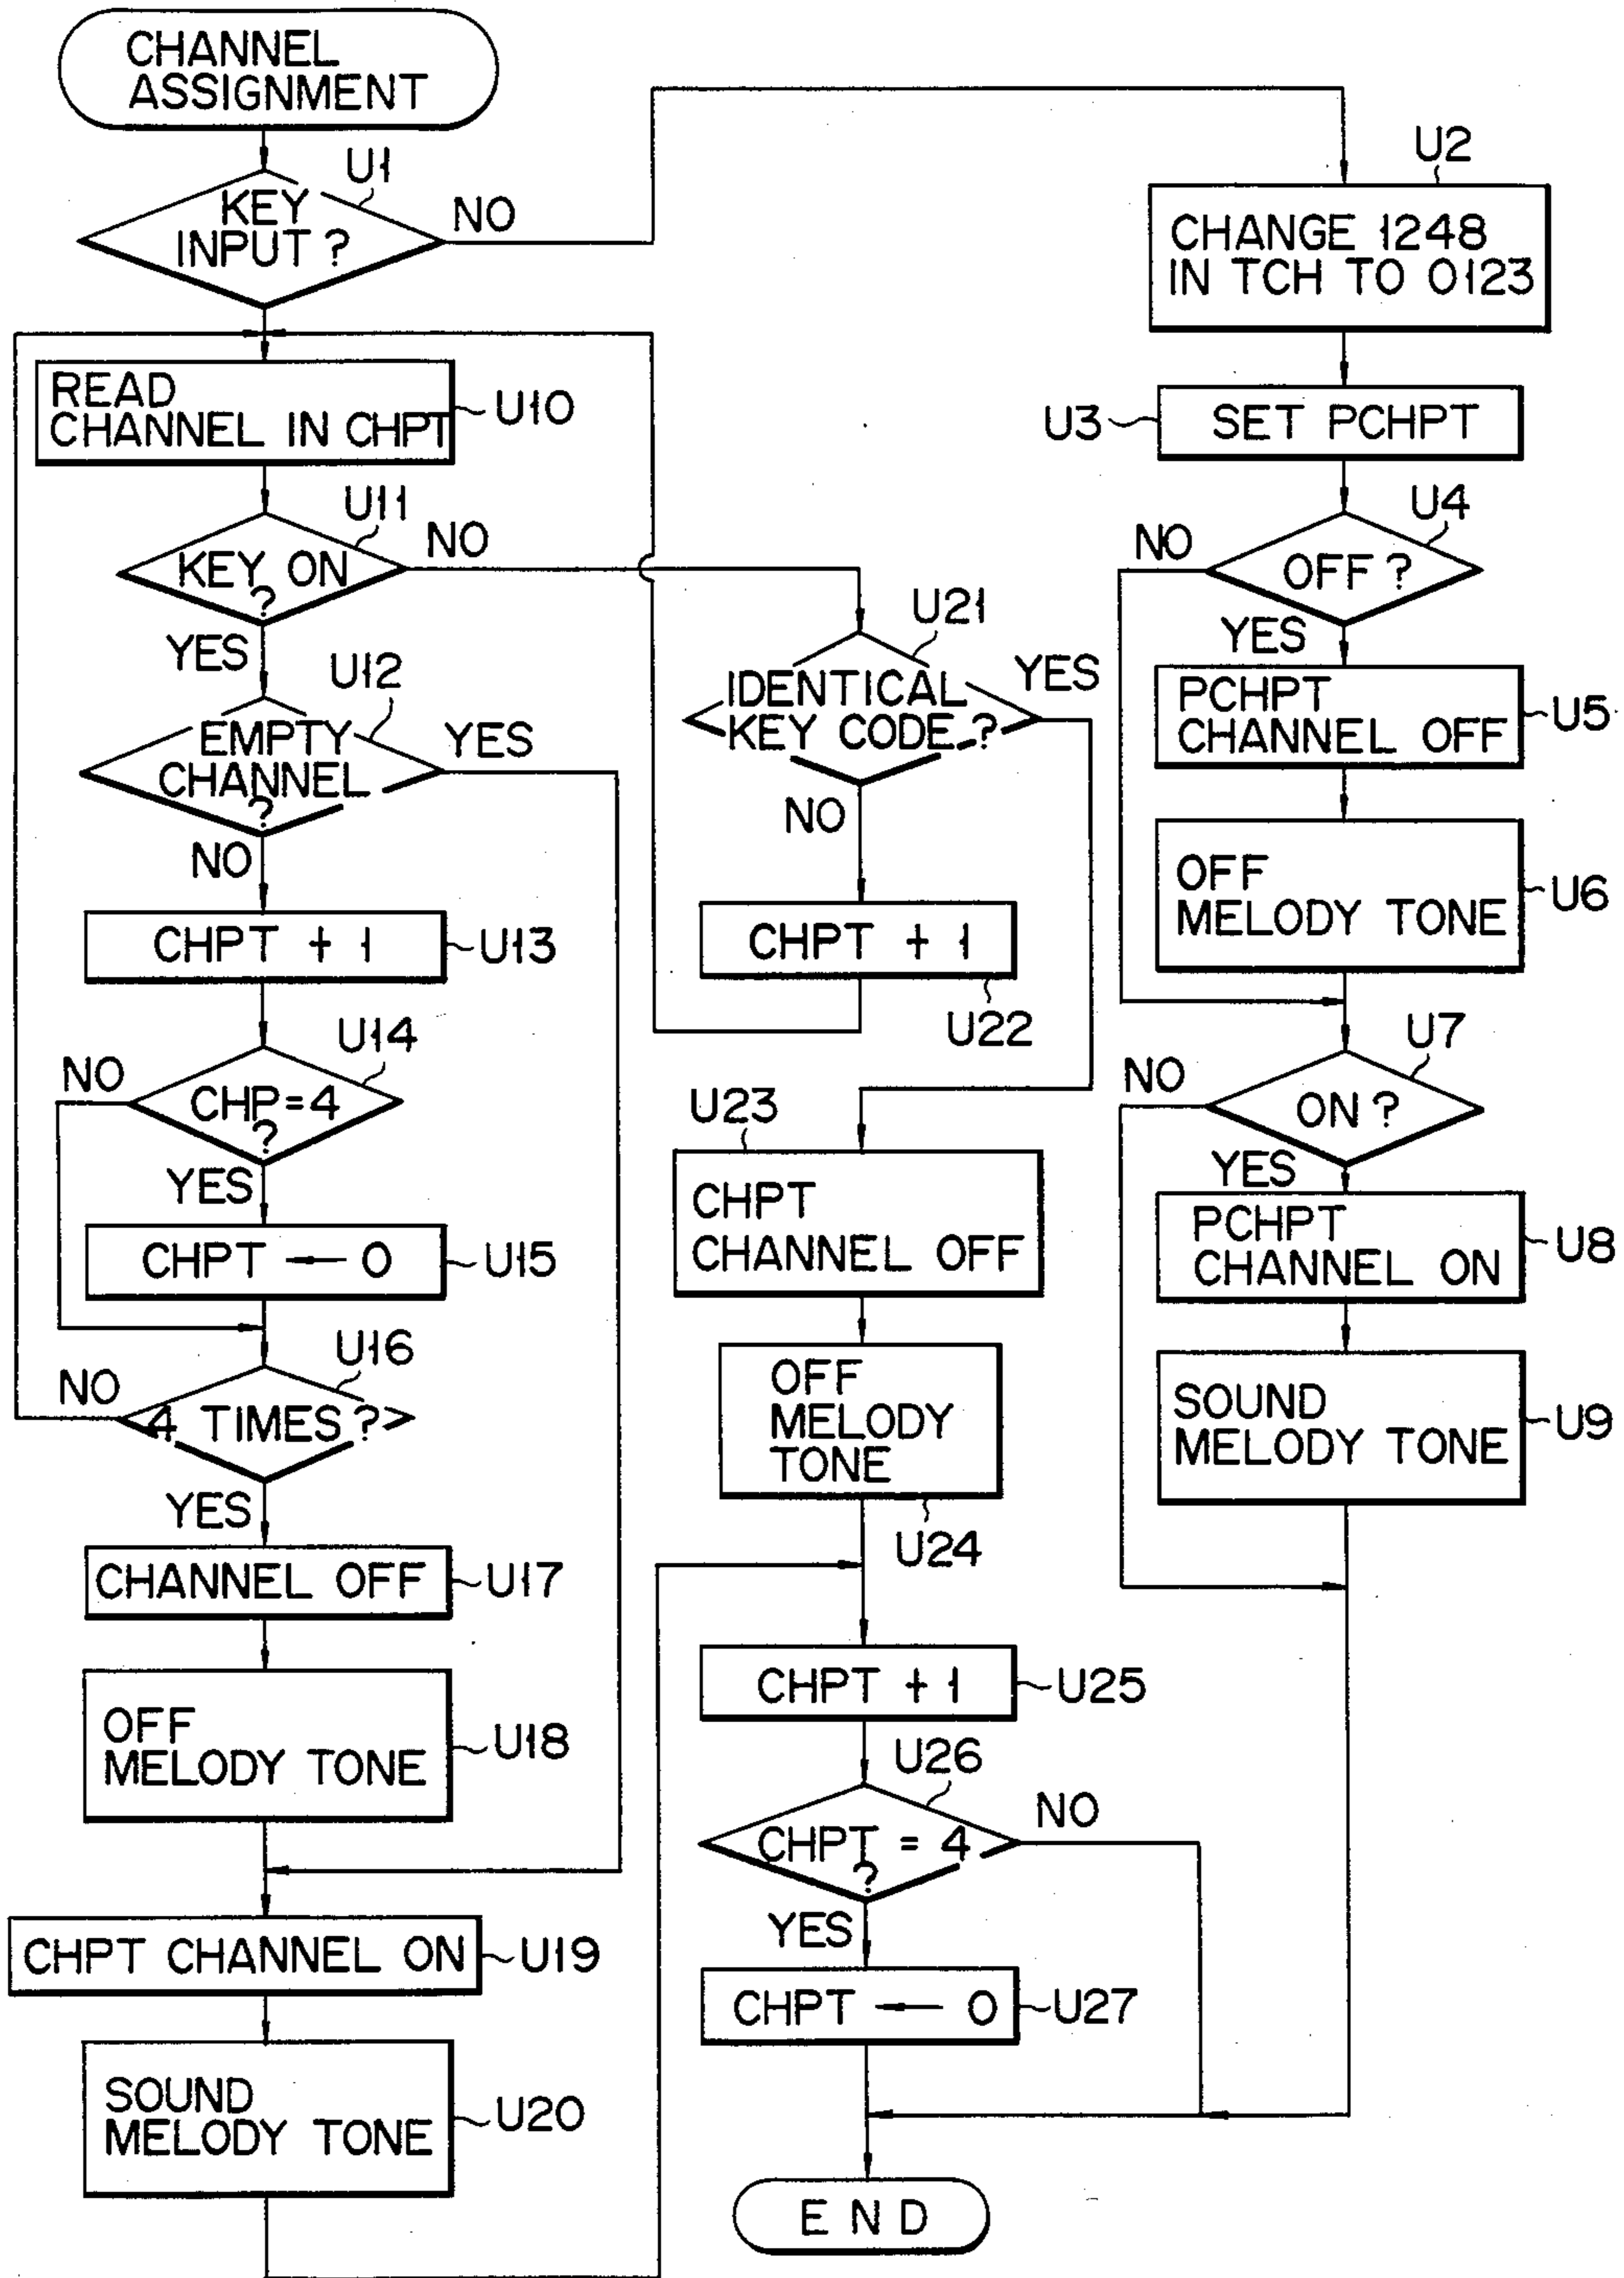 CHANNEL
ASSIGNMENT
U1
KEY
INPUT ?
NO
U2
CHANGE 1248
IN TCH TO 0123
READ
CHANNEL IN CHPT
U10
U3
SET PCHPT
U11
KEY ON
?
NO
YES
U4
OFF ?
NO
YES
U21
IDENTICAL
KEY CODE ?
YES
NO
U12
EMPTY
CHANNEL
?
YES
NO
PCHPT
CHANNEL OFF
U5
OFF
MELODY TONE
U6
CHPT + 1
U13
CHPT + 1
U22
U14
NO
CHP=4
?
YES
U7
NO
ON ?
YES
U23
CHPT
CHANNEL OFF
PCHPT
CHANNEL ON
U8
CHPT ← 0
U15
U16
NO
4 TIMES ?
YES
OFF
MELODY
TONE
U24
SOUND
MELODY TONE
U9
CHANNEL OFF
U17
OFF
MELODY TONE
U18
CHPT + 1
U25
U26
CHPT = 4
?
NO
YES
CHPT CHANNEL ON
U19
CHPT ← 0
U27
SOUND
MELODY TONE
U20
END